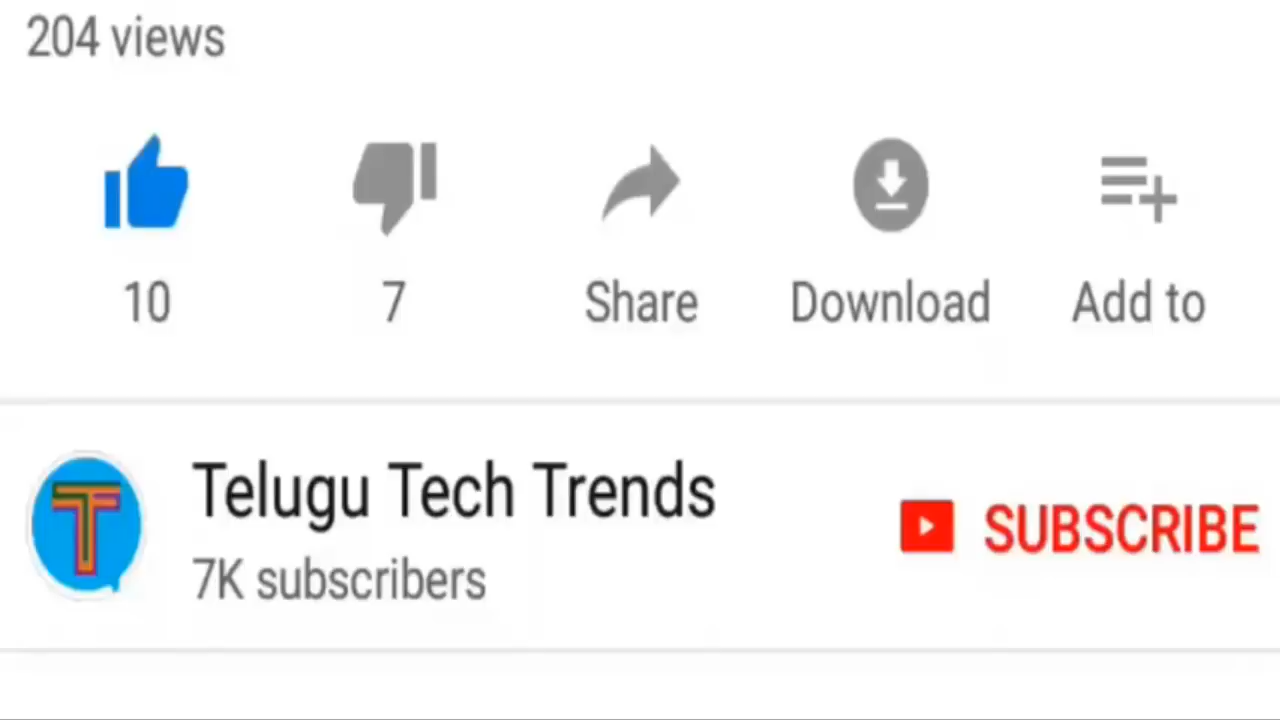 204 views
10 7 Share Download Add to
Telugu Tech Trends
SUBSCRIBE
7K subscribers